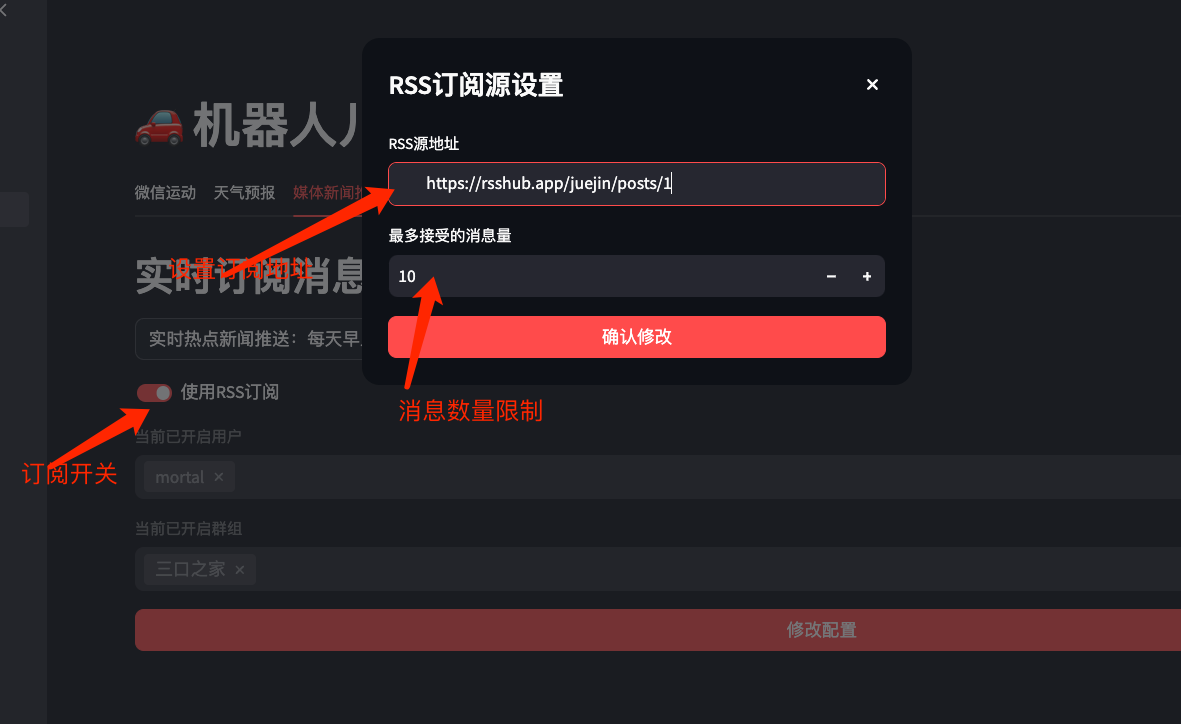 RSS订阅源设置
机器人
RSS源地址
微信运动 天气预报 媒体新闻推
https://rsshub.app/juejin/posts/1
最多接受的消息量
设置订阅地址
实时订阅消息
10
实时热点新闻推送：每天早
确认修改
使用RSS订阅
消息数量限制
当前已开启用户
订阅开关
mortal
当前已开启群组
三口之家
修改配置